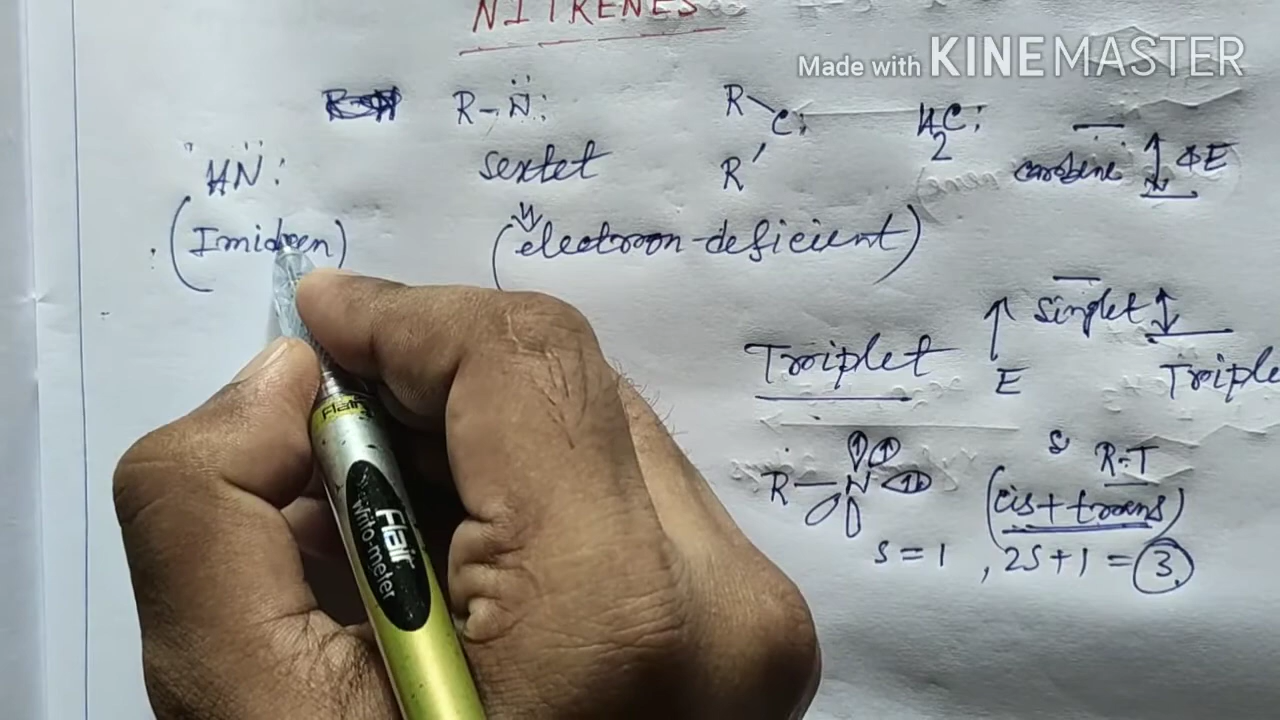 NITRENES
Made with KINEMASTER
R-N̈: R C: H2C:
HN̈: sextet R' carbene ↕ ΔE
(Imidogen) (electron-deficient)
Triplet ↑ Singlet ↕
E Triple
R-N R.T
(cis + trans)
S = 1 , 2S + 1 = 3
Flair
Flair
Writo-meter